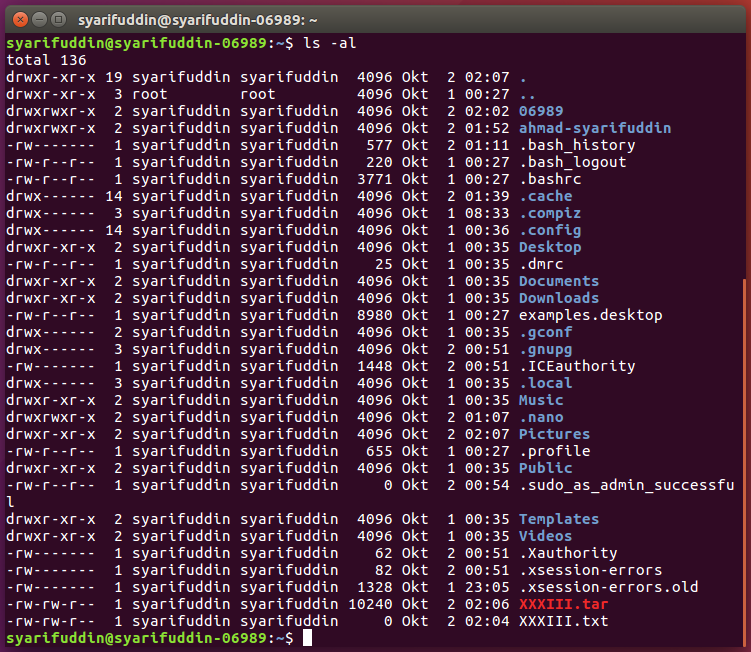 syarifuddin@syarifuddin-06989: ~
syarifuddin@syarifuddin-06989:~$ ls -al
total 136
drwxr-xr-x 19 syarifuddin syarifuddin  4096 Okt  2 02:07 .
drwxr-xr-x  3 root        root         4096 Okt  1 00:27 ..
drwxrwxr-x  2 syarifuddin syarifuddin  4096 Okt  2 02:02 06989
drwxrwxr-x  2 syarifuddin syarifuddin  4096 Okt  2 01:52 ahmad-syarifuddin
-rw-------  1 syarifuddin syarifuddin   577 Okt  2 01:11 .bash_history
-rw-r--r--  1 syarifuddin syarifuddin   220 Okt  1 00:27 .bash_logout
-rw-r--r--  1 syarifuddin syarifuddin  3771 Okt  1 00:27 .bashrc
drwx------ 14 syarifuddin syarifuddin  4096 Okt  2 01:39 .cache
drwx------  3 syarifuddin syarifuddin  4096 Okt  1 08:33 .compiz
drwx------ 14 syarifuddin syarifuddin  4096 Okt  1 00:36 .config
drwxr-xr-x  2 syarifuddin syarifuddin  4096 Okt  1 00:35 Desktop
-rw-r--r--  1 syarifuddin syarifuddin    25 Okt  1 00:35 .dmrc
drwxr-xr-x  2 syarifuddin syarifuddin  4096 Okt  1 00:35 Documents
drwxr-xr-x  2 syarifuddin syarifuddin  4096 Okt  1 00:35 Downloads
-rw-r--r--  1 syarifuddin syarifuddin  8980 Okt  1 00:27 examples.desktop
drwx------  2 syarifuddin syarifuddin  4096 Okt  1 00:35 .gconf
drwx------  3 syarifuddin syarifuddin  4096 Okt  2 00:51 .gnupg
-rw-------  1 syarifuddin syarifuddin  1448 Okt  2 00:51 .ICEauthority
drwx------  3 syarifuddin syarifuddin  4096 Okt  1 00:35 .local
drwxr-xr-x  2 syarifuddin syarifuddin  4096 Okt  1 00:35 Music
drwxrwxr-x  2 syarifuddin syarifuddin  4096 Okt  2 01:07 .nano
drwxr-xr-x  2 syarifuddin syarifuddin  4096 Okt  2 02:07 Pictures
-rw-r--r--  1 syarifuddin syarifuddin   655 Okt  1 00:27 .profile
drwxr-xr-x  2 syarifuddin syarifuddin  4096 Okt  1 00:35 Public
-rw-r--r--  1 syarifuddin syarifuddin     0 Okt  2 00:54 .sudo_as_admin_successfu
l
drwxr-xr-x  2 syarifuddin syarifuddin  4096 Okt  1 00:35 Templates
drwxr-xr-x  2 syarifuddin syarifuddin  4096 Okt  1 00:35 Videos
-rw-------  1 syarifuddin syarifuddin    62 Okt  2 00:51 .Xauthority
-rw-------  1 syarifuddin syarifuddin    82 Okt  2 00:51 .xsession-errors
-rw-------  1 syarifuddin syarifuddin  1328 Okt  1 23:05 .xsession-errors.old
-rw-rw-r--  1 syarifuddin syarifuddin 10240 Okt  2 02:06 XXXIII.tar
-rw-rw-r--  1 syarifuddin syarifuddin     0 Okt  2 02:04 XXXIII.txt
syarifuddin@syarifuddin-06989:~$